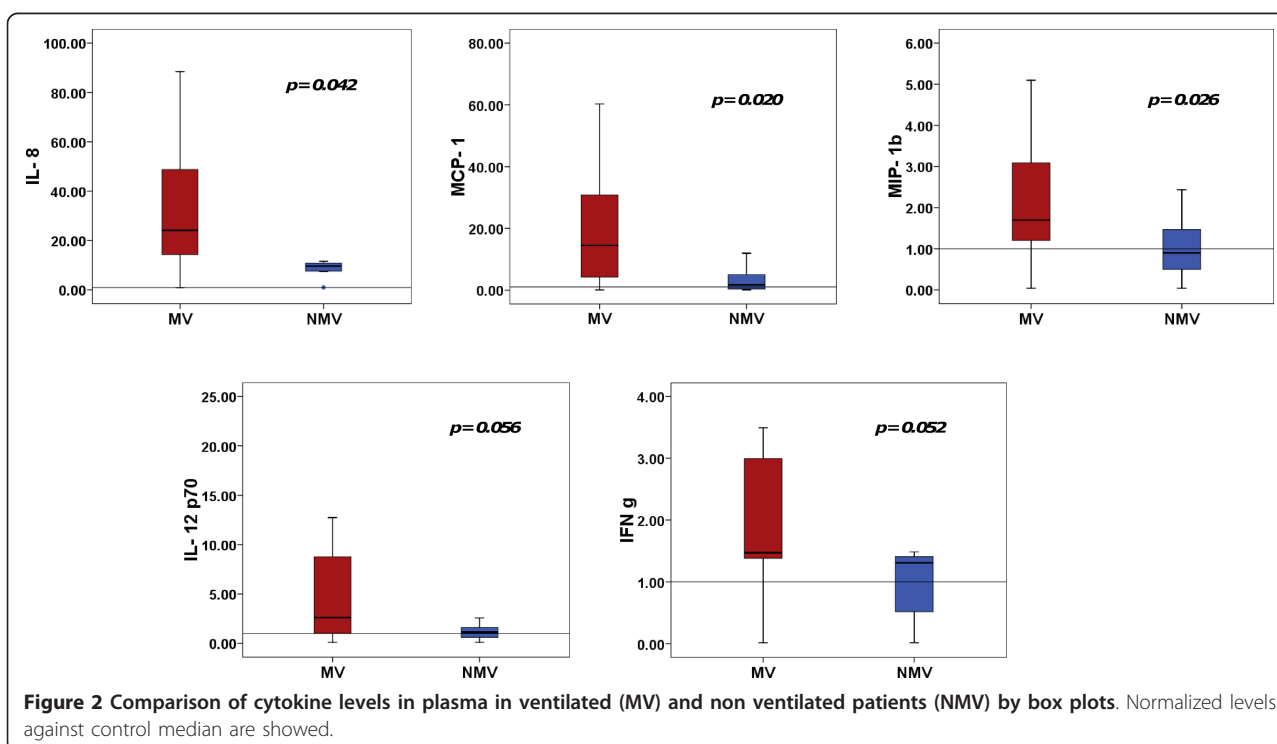 100.00
80.00
60.00
40.00
20.00
0.00
IL- 8
p=0.042
MV
NMV
80.00
60.00
40.00
20.00
0.00
MCP- 1
p=0.020
MV
NMV
6.00
5.00
4.00
3.00
2.00
1.00
0.00
MIP- 1b
p=0.026
MV
NMV
25.00
20.00
15.00
10.00
5.00
0.00
IL- 12 p70
p=0.056
MV
NMV
4.00
3.00
2.00
1.00
0.00
IFN g
p=0.052
MV
NMV
Figure 2 Comparison of cytokine levels in plasma in ventilated (MV) and non ventilated patients (NMV) by box plots. Normalized levels
against control median are showed.